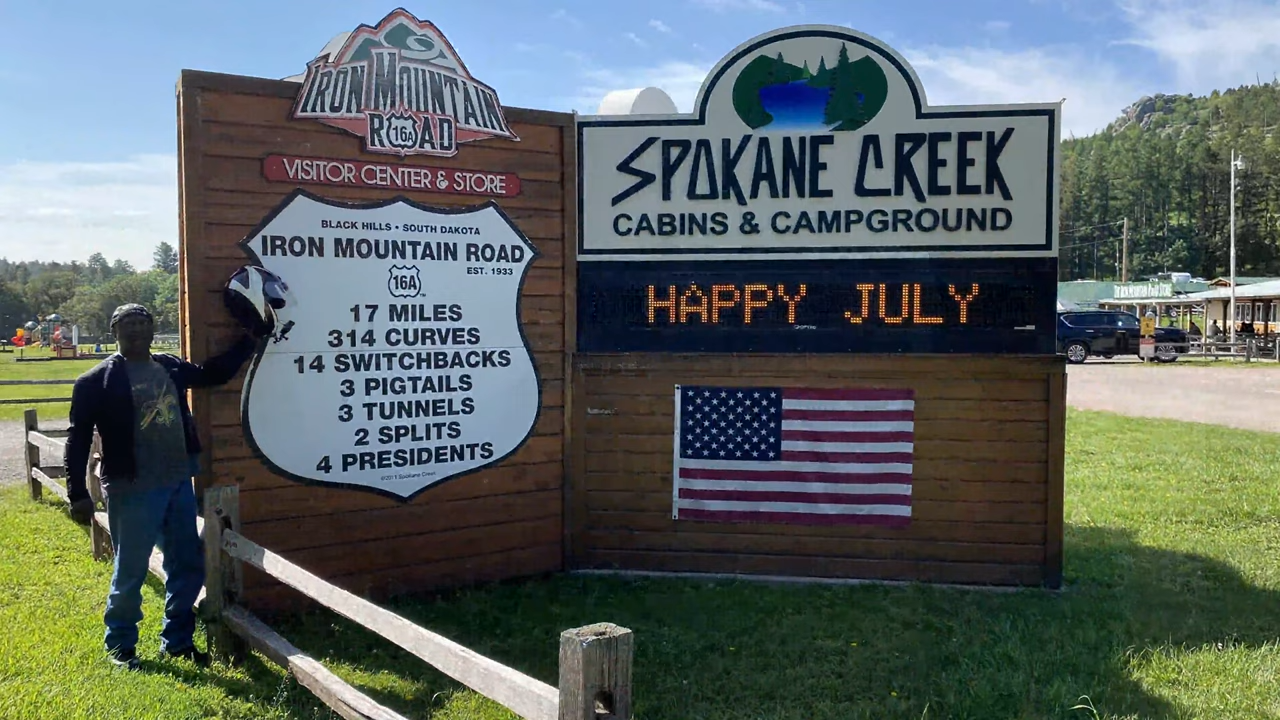 IRON MOUNTAIN
ROAD
16A
VISITOR CENTER & STORE
BLACK HILLS • SOUTH DAKOTA
IRON MOUNTAIN ROAD
EST. 1933
16A
TM
17 MILES
314 CURVES
14 SWITCHBACKS
3 PIGTAILS
3 TUNNELS
2 SPLITS
4 PRESIDENTS
SPOKANE CREEK
CABINS & CAMPGROUND
HAPPY JULY